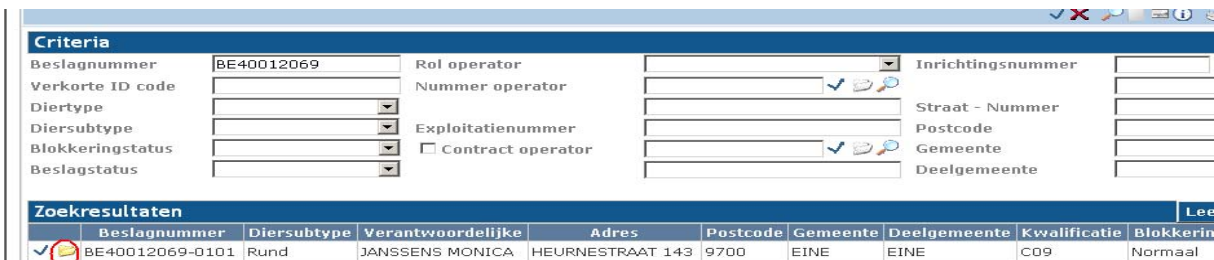 Criteria
Beslagnummer BE40012069 Rol operator Inrichtingsnummer
Verkorte ID code Nummer operator
Diertype Straat - Nummer
Diersubtype Exploitatienummer Postcode
Blokkeringstatus Contract operator Gemeente
Beslagstatus Deelgemeente
Zoekresultaten Lee
Beslagnummer Diersubtype Verantwoordelijke Adres Postcode Gemeente Deelgemeente Kwalificatie Blokkerin
BE40012069-0101 Rund JANSSENS MONICA HEURNESTRAAT 143 9700 EINE EINE C09 Normaal